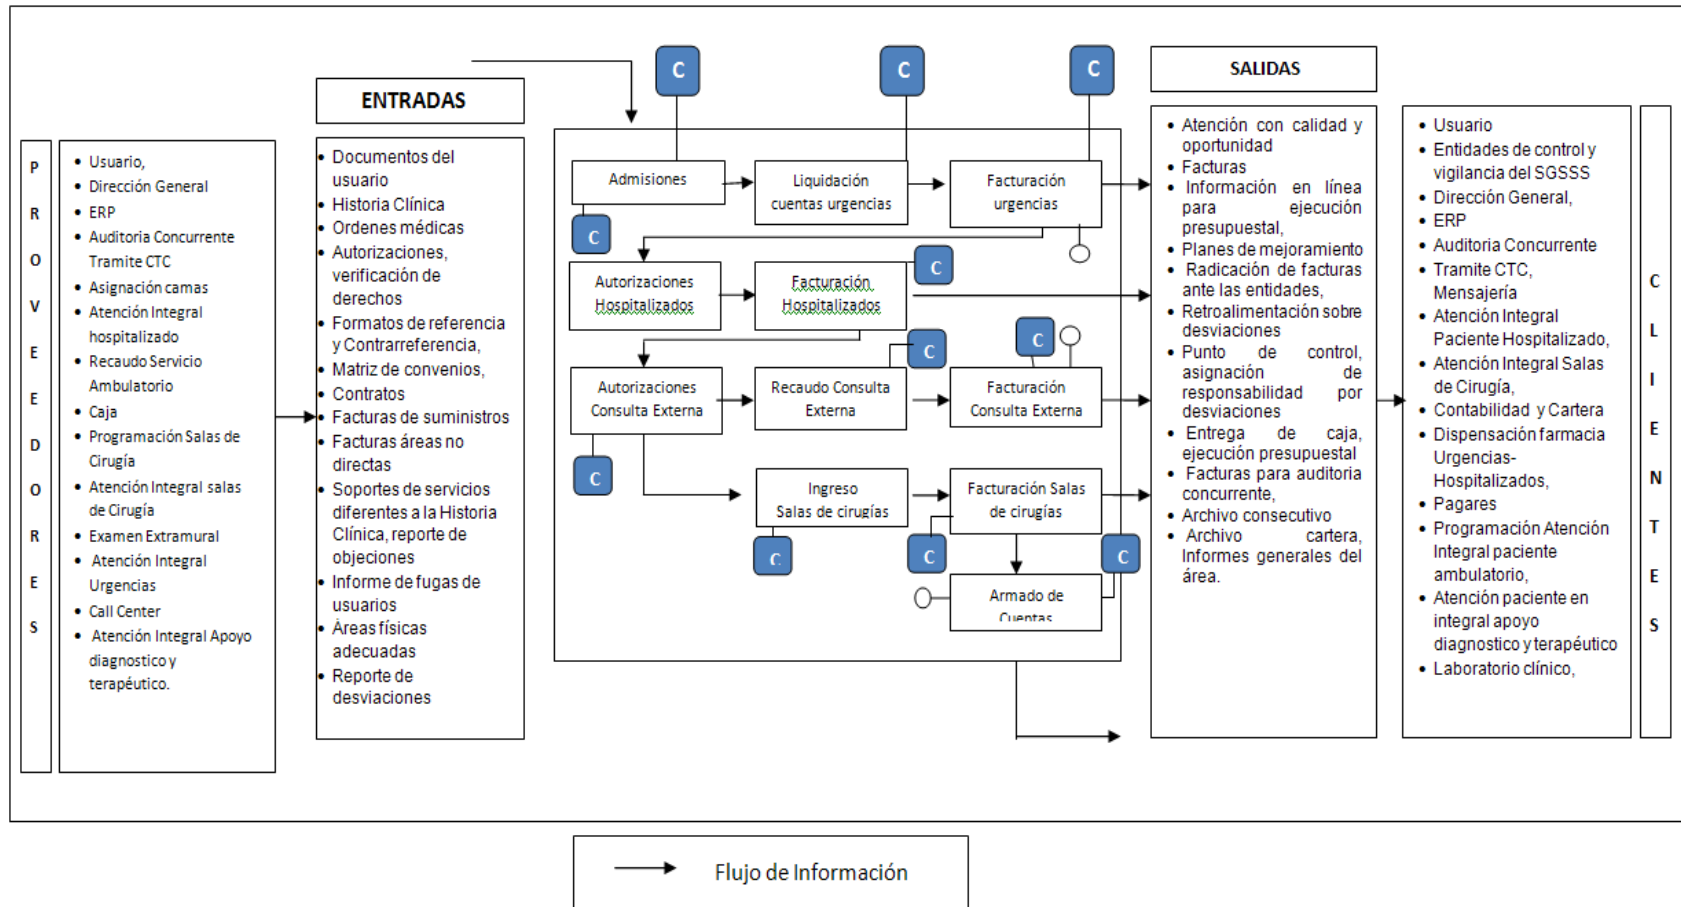 P
R
O
V
E
E
D
O
R
E
S
• Usuario,
• Dirección General
• ERP
• Auditoria Concurrente
Tramite CTC
• Asignación camas
• Atención Integral
hospitalizado
• Recaudo Servicio
Ambulatorio
• Caja
• Programación Salas de
Cirugía
• Atención Integral salas
de Cirugía
• Examen Extramural
• Atención Integral
Urgencias
• Call Center
• Atención Integral Apoyo
diagnostico y
terapéutico.
ENTRADAS
• Documentos del
usuario
• Historia Clínica
• Ordenes médicas
• Autorizaciones,
verificación de
derechos
• Formatos de referencia
y Contrarreferencia,
• Matriz de convenios,
• Contratos
• Facturas de suministros
• Facturas áreas no
directas
• Soportes de servicios
diferentes a la Historia
Clínica, reporte de
objeciones
• Informe de fugas de
usuarios
• Áreas físicas
adecuadas
• Reporte de
desviaciones
C
C
C
Admisiones
Liquidación
cuentas urgencias
Facturación
urgencias
C
Autorizaciones
Hospitalizados
Facturación
Hospitalizados
C
Autorizaciones
Consulta Externa
Recaudo Consulta
Externa
C
Facturación
Consulta Externa
C
C
Ingreso
Salas de cirugías
Facturación Salas
de cirugías
C
C
C
Armado de
Cuentas
SALIDAS
• Atención con calidad y
oportunidad
• Facturas
• Información en línea
para ejecución
presupuestal,
• Planes de mejoramiento
• Radicación de facturas
ante las entidades,
• Retroalimentación sobre
desviaciones
• Punto de control,
asignación de
responsabilidad por
desviaciones
• Entrega de caja,
ejecución presupuestal
• Facturas para auditoria
concurrente,
• Archivo consecutivo
• Archivo cartera,
Informes generales del
área.
• Usuario
• Entidades de control y
vigilancia del SGSSS
• Dirección General,
• ERP
• Auditoria Concurrente
• Tramite CTC,
Mensajería
• Atención Integral
Paciente Hospitalizado,
• Atención Integral Salas
de Cirugía,
• Contabilidad y Cartera
• Dispensación farmacia
Urgencias-
Hospitalizados,
• Pagares
• Programación Atención
Integral paciente
ambulatorio,
• Atención paciente en
integral apoyo
diagnostico y terapéutico
• Laboratorio clínico,
C
L
I
E
N
T
E
S
Flujo de Información